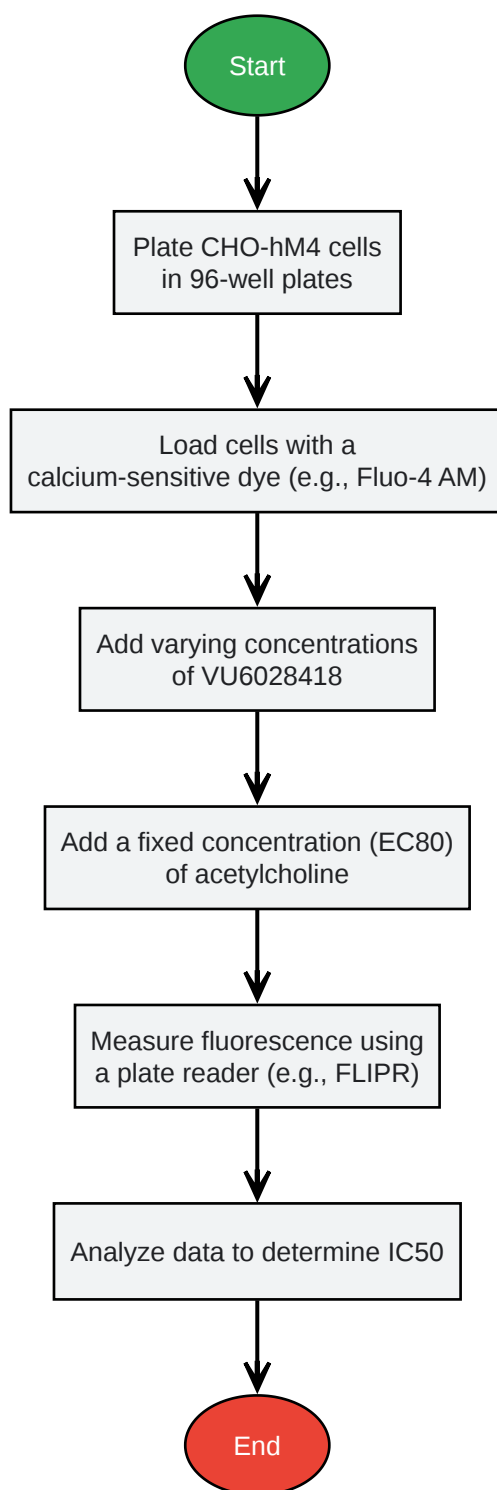 Start
Plate CHO-hM4 cells
in 96-well plates
Load cells with a
calcium-sensitive dye (e.g., Fluo-4 AM)
Add varying concentrations
of VU6028418
Add a fixed concentration (EC80)
of acetylcholine
Measure fluorescence using
a plate reader (e.g., FLIPR)
Analyze data to determine IC50
End